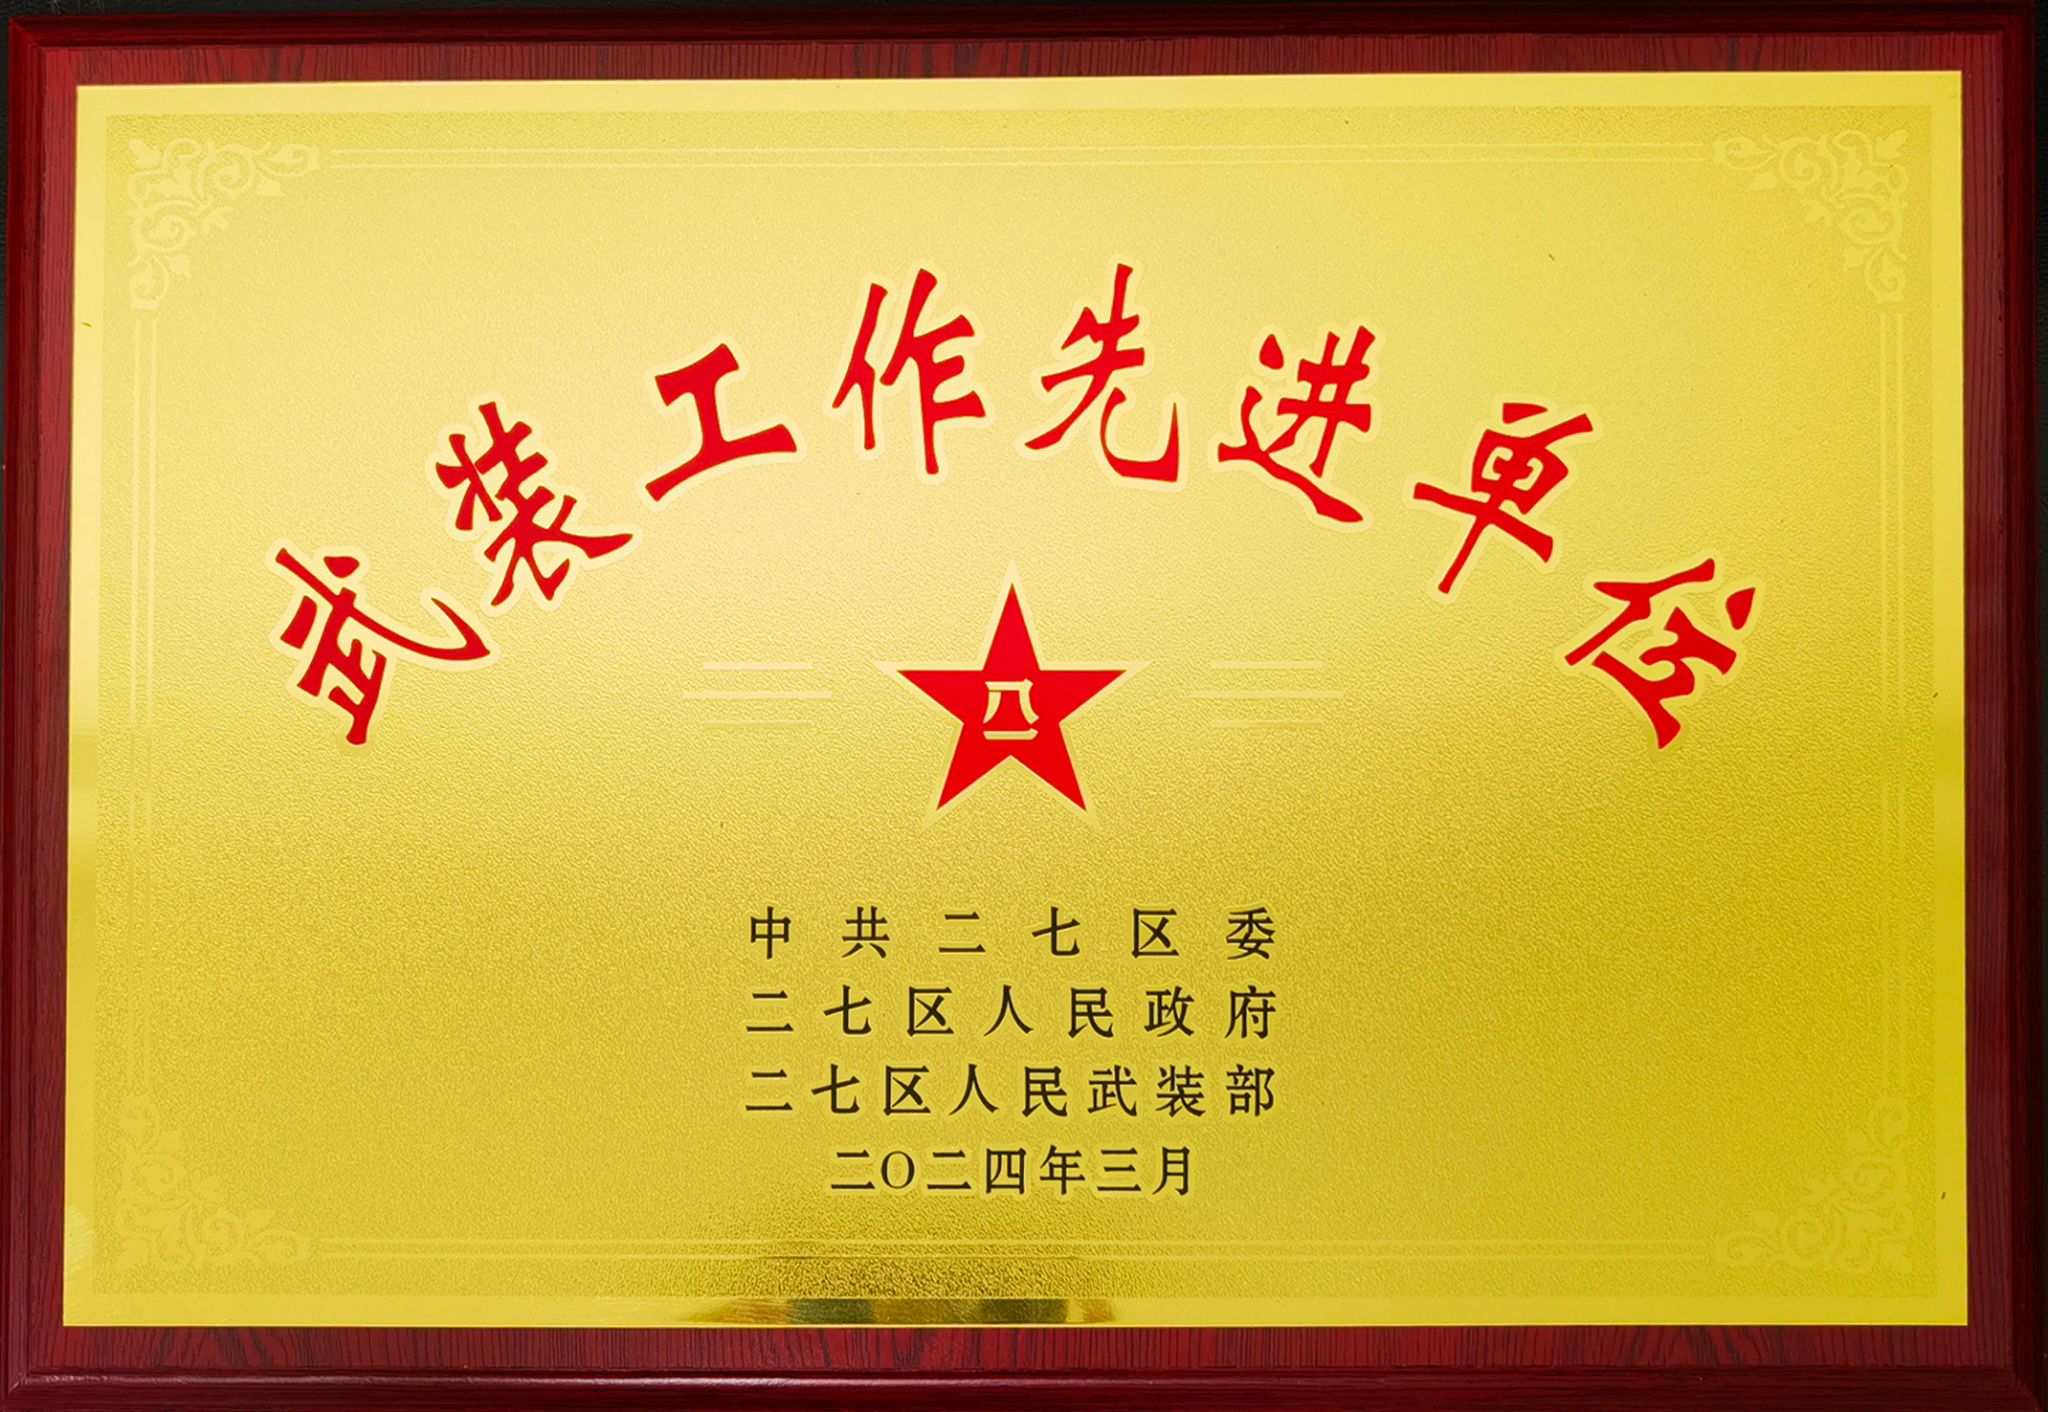 武装工作先进单位
八一
中共二七区委
二七区人民政府
二七区人民武装部
二〇二四年三月